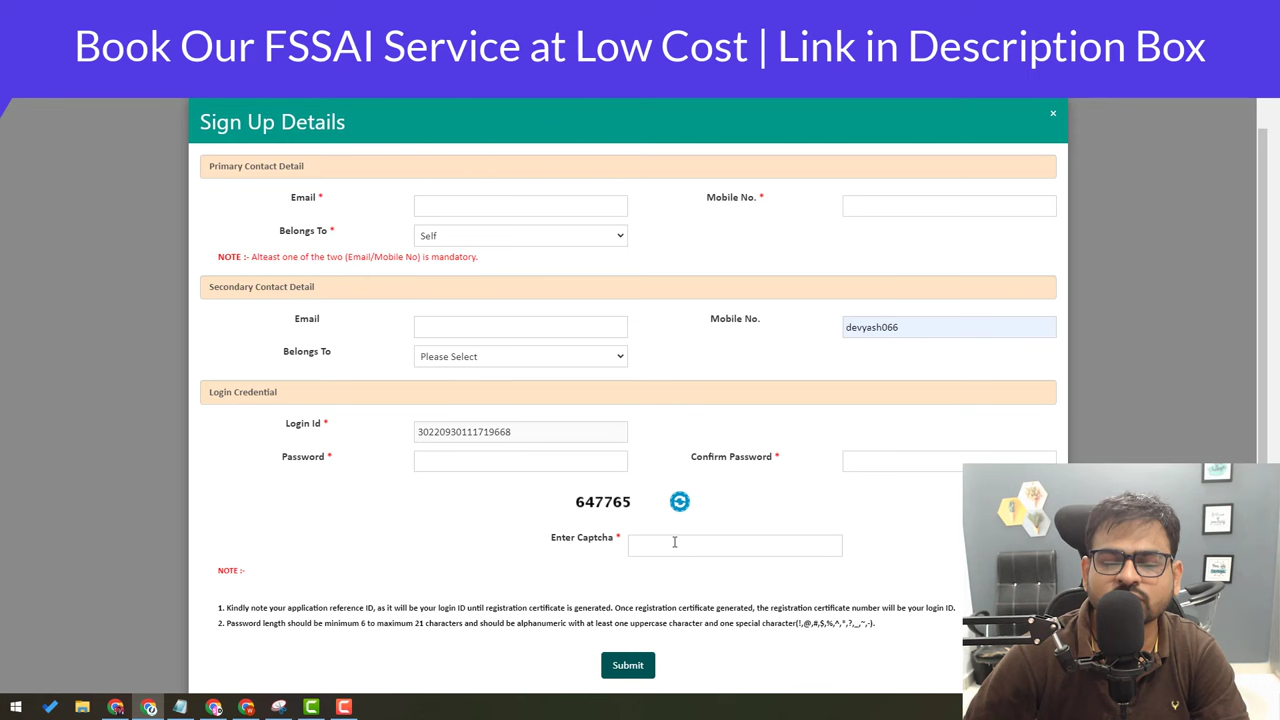 Book Our FSSAI Service at Low Cost | Link in Description Box
Sign Up Details
×
Primary Contact Detail
Email *
Mobile No. *
Belongs To *
Self
NOTE :- Alteast one of the two (Email/Mobile No) is mandatory.
Secondary Contact Detail
Email
Mobile No.
devyash066
Belongs To
Please Select
Login Credential
Login Id *
30220930111719668
Password *
Confirm Password *
647765
Enter Captcha *
NOTE :-
1. Kindly note your application reference ID, as it will be your login ID until registration certificate is generated. Once registration certificate generated, the registration certificate number will be your login ID.
2. Password length should be minimum 6 to maximum 21 characters and should be alphanumeric with at least one uppercase character and one special character(!,@,#,$,%,^,*,?,_,~,-).
Submit